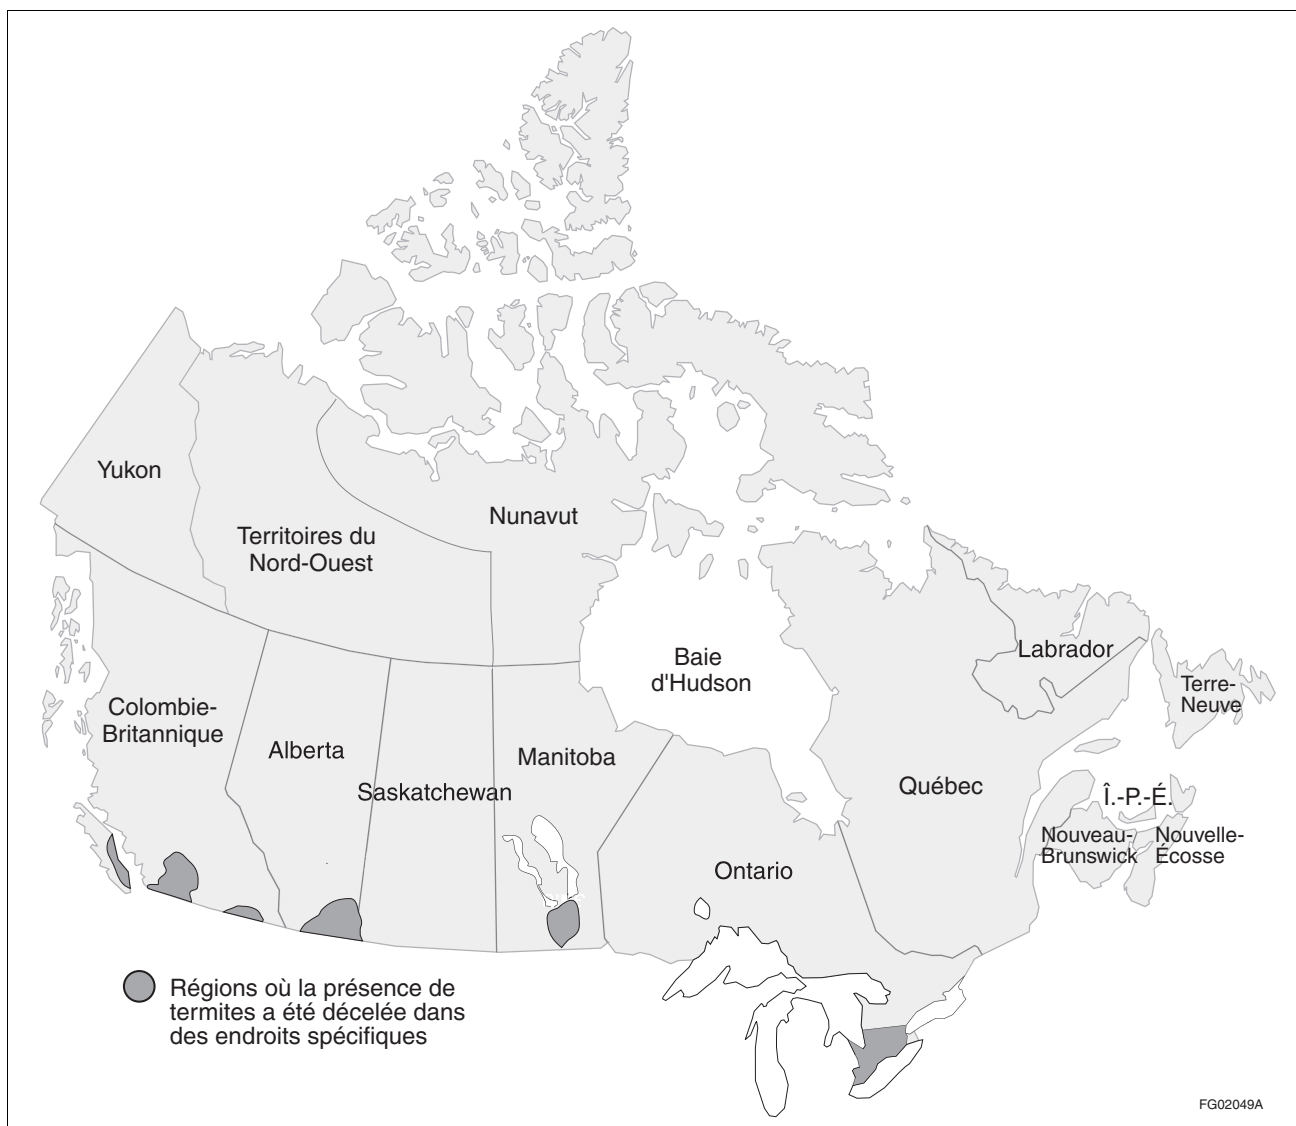 Yukon
Territoires du
Nord-Ouest
Nunavut
Colombie-
Britannique
Alberta
Saskatchewan
Manitoba
Baie
d'Hudson
Ontario
Québec
Labrador
Terre-
Neuve
Î.-P.-É.
Nouveau-
Brunswick
Nouvelle-
Écosse
Régions où la présence de
termites a été décelée dans
des endroits spécifiques
FG02049A